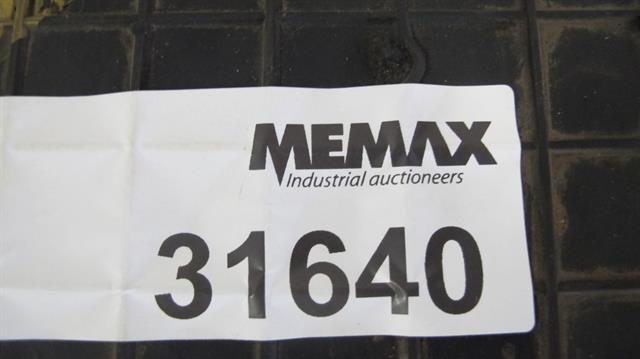 MEMAX
Industrial auctioneers
31640